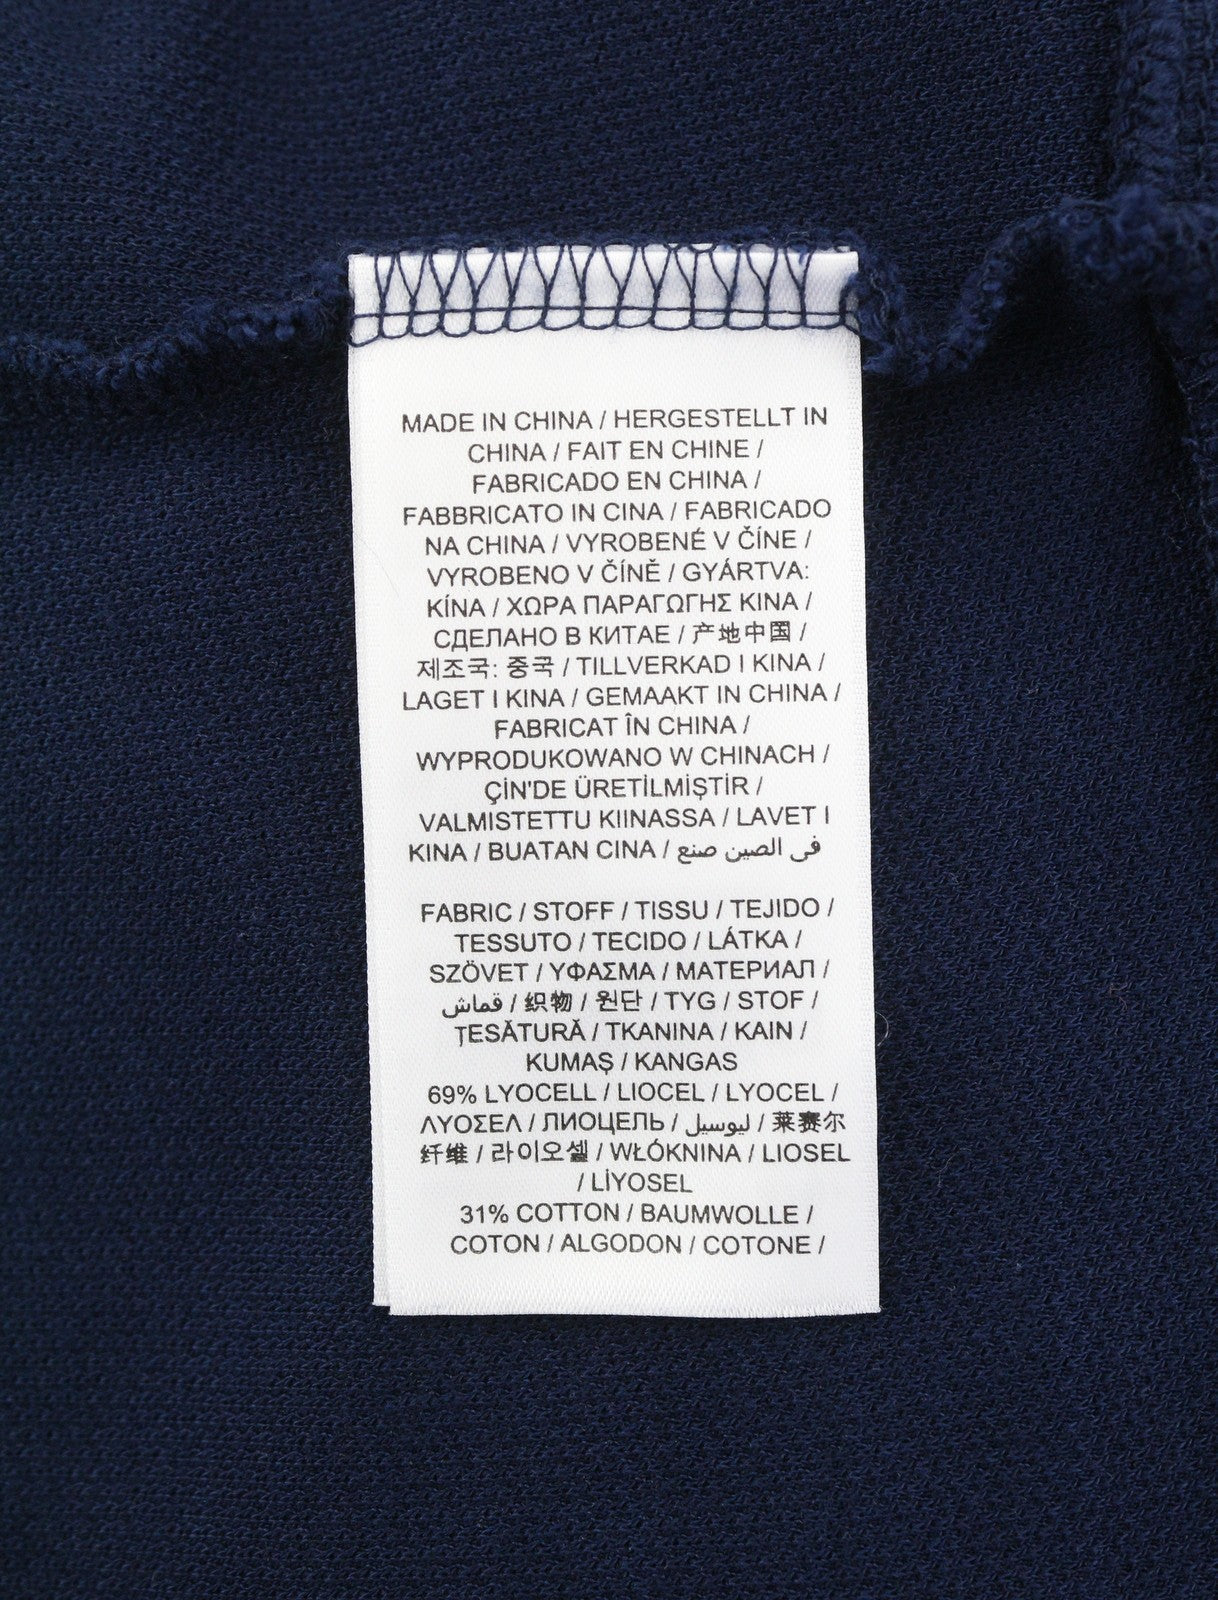 MADE IN CHINA / HERGESTELLT IN
CHINA / FAIT EN CHINE /
FABRICADO EN CHINA /
FABBRICATO IN CINA / FABRICADO
NA CHINA / VYROBENÉ V ČÍNE /
VYROBENO V ČÍNĚ / GYÁRTVA:
KÍNA / ΧΩΡΑ ΠΑΡΑΓΩΓΗΣ ΚΙΝΑ /
СДЕЛАНО В КИТАЕ / 产地中国 /
제조국: 중국 / TILLVERKAD I KINA /
LAGET I KINA / GEMAAKT IN CHINA /
FABRICAT ÎN CHINA /
WYPRODUKOWANO W CHINACH /
ÇİN'DE ÜRETİLMİŞTİR /
VALMISTETTU KIINASSA / LAVET I
KINA / BUATAN CINA / في الصين صنع
FABRIC / STOFF / TISSU / TEJIDO /
TESSUTO / TECIDO / LÁTKA /
SZÖVET / ΥΦΑΣΜΑ / МАТЕРИАЛ /
قماش / 织物 / 원단 / TYG / STOF /
ȚESĂTURĂ / TKANINA / KAIN /
KUMAŞ / KANGAS
69% LYOCELL / LIOCEL / LYOCEL /
ΛΥΟΣΕΛ / ЛИОЦЕЛЬ / ليوسيل / 莱赛尔
纤维 / 라이오셀 / WŁÓKNINA / LIOSEL
/ LİYOSEL
31% COTTON / BAUMWOLLE /
COTON / ALGODON / COTONE /